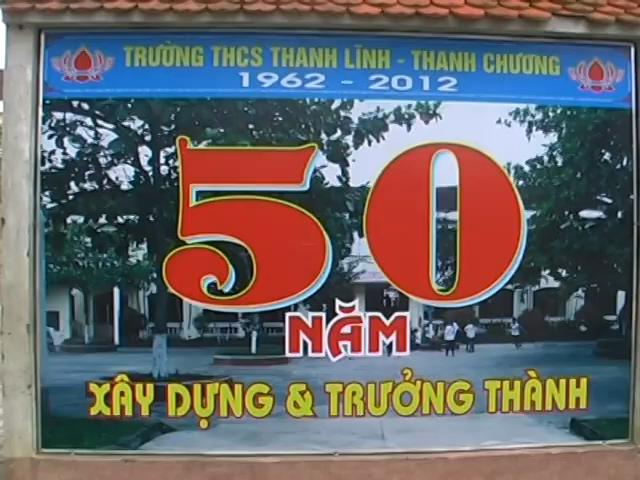 TRƯỜNG THCS THANH LĨNH - THANH CHƯƠNG
1962 - 2012
50
NĂM
XÂY DỰNG & TRƯỞNG THÀNH